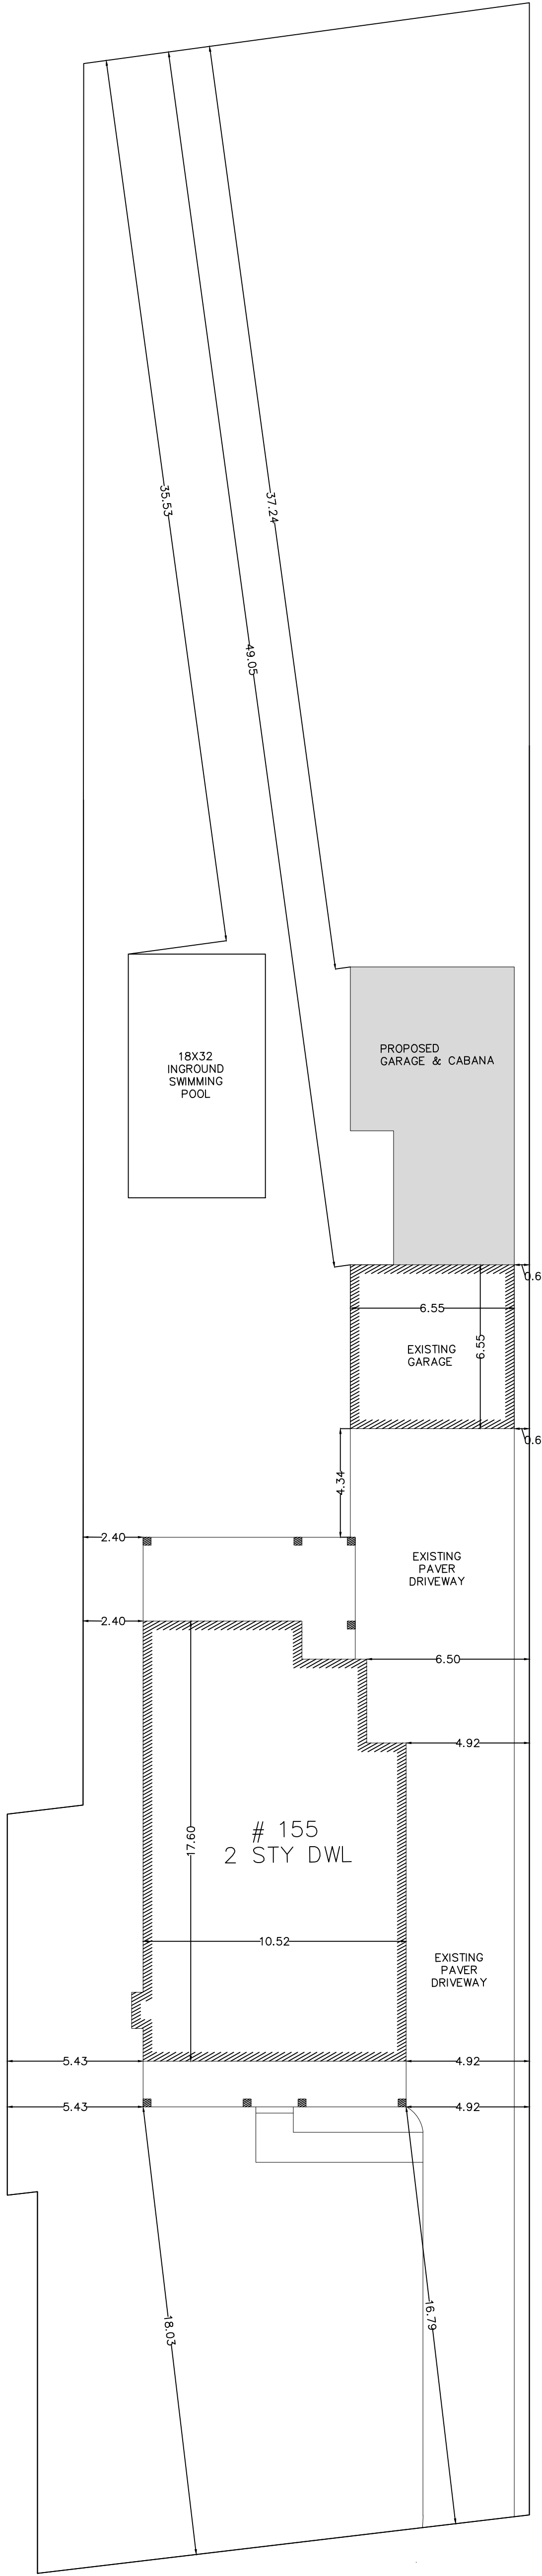 35.53
37.24
49.05
18X32
INGROUND
SWIMMING
POOL
PROPOSED
GARAGE & CABANA
0.6
6.55
6.55
EXISTING
GARAGE
0.6
4.34
2.40
EXISTING
PAVER
DRIVEWAY
2.40
6.50
4.92
17.60
# 155
2 STY DWL
10.52
EXISTING
PAVER
DRIVEWAY
5.43
4.92
5.43
4.92
18.03
16.79